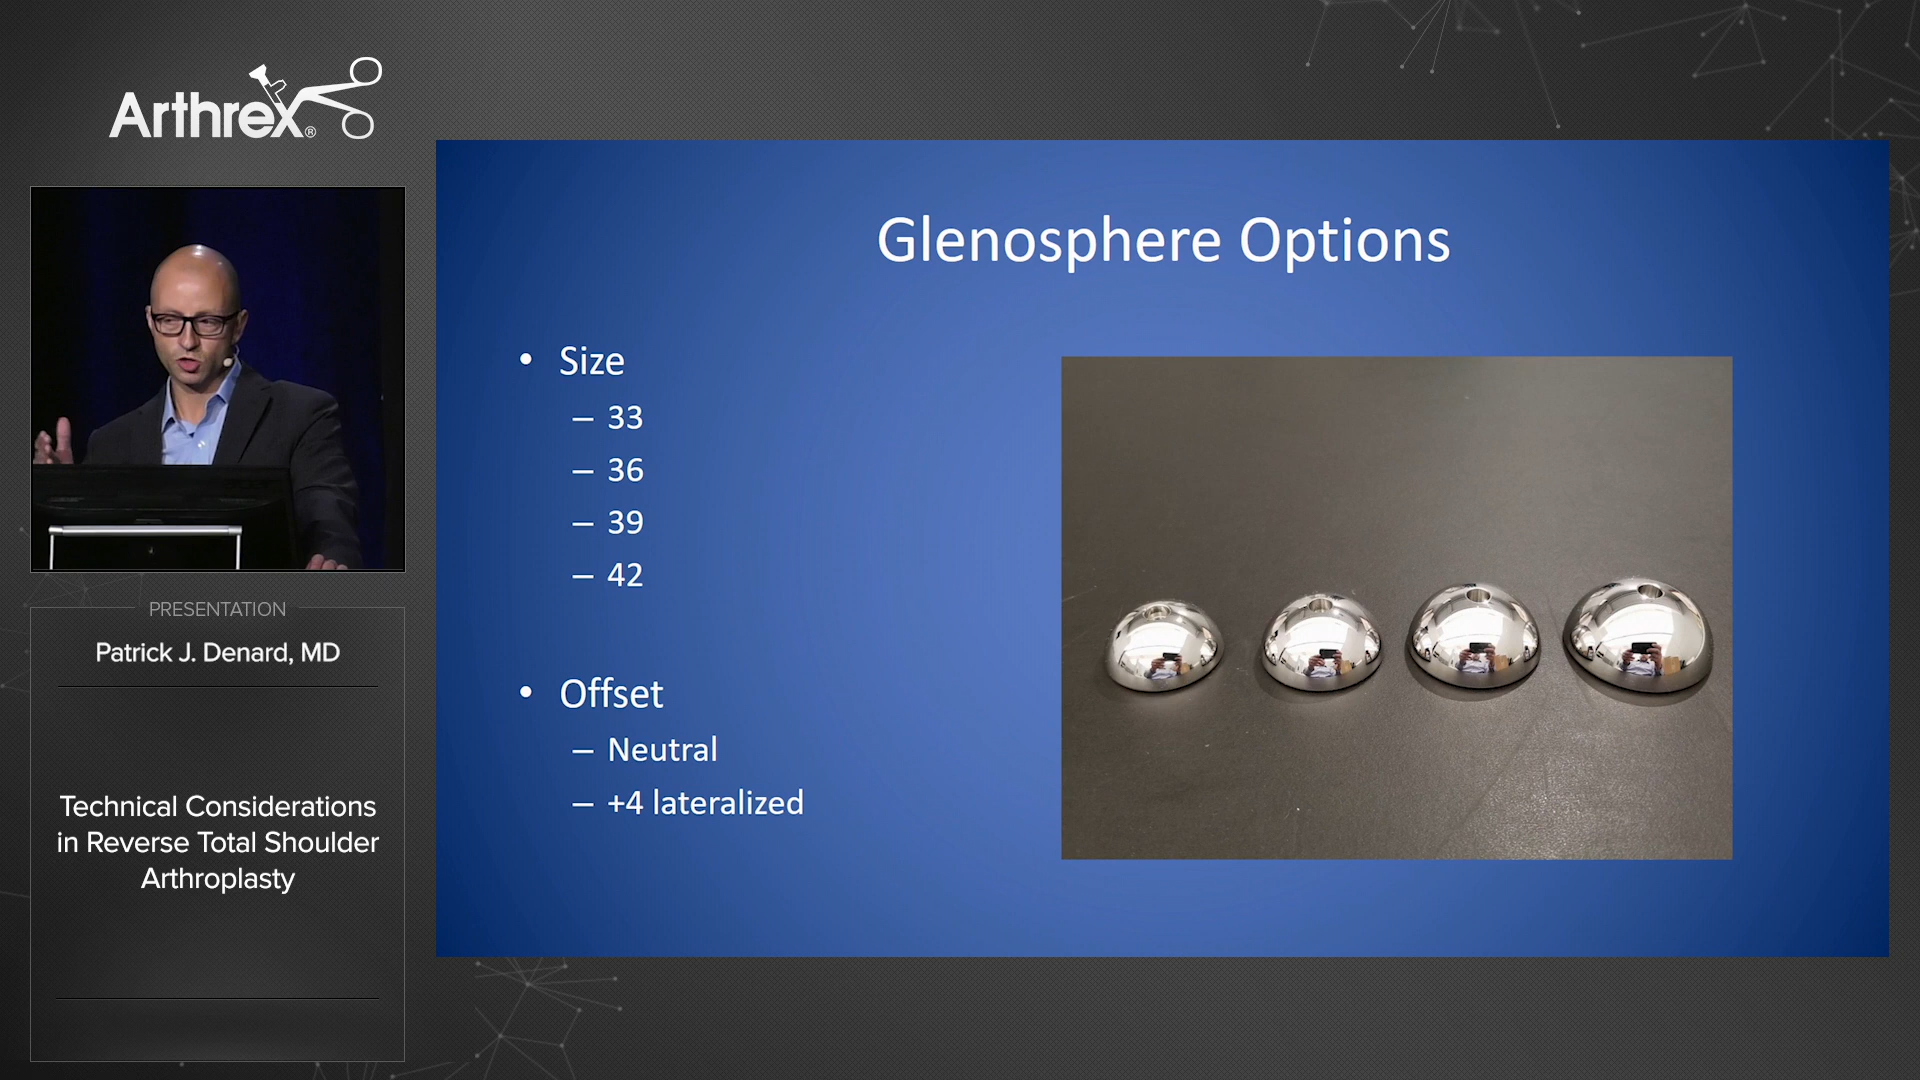 Arthrex®
PRESENTATION
Patrick J. Denard, MD
Technical Considerations
in Reverse Total Shoulder
Arthroplasty
Glenosphere Options
• Size
– 33
– 36
– 39
– 42
• Offset
– Neutral
– +4 lateralized